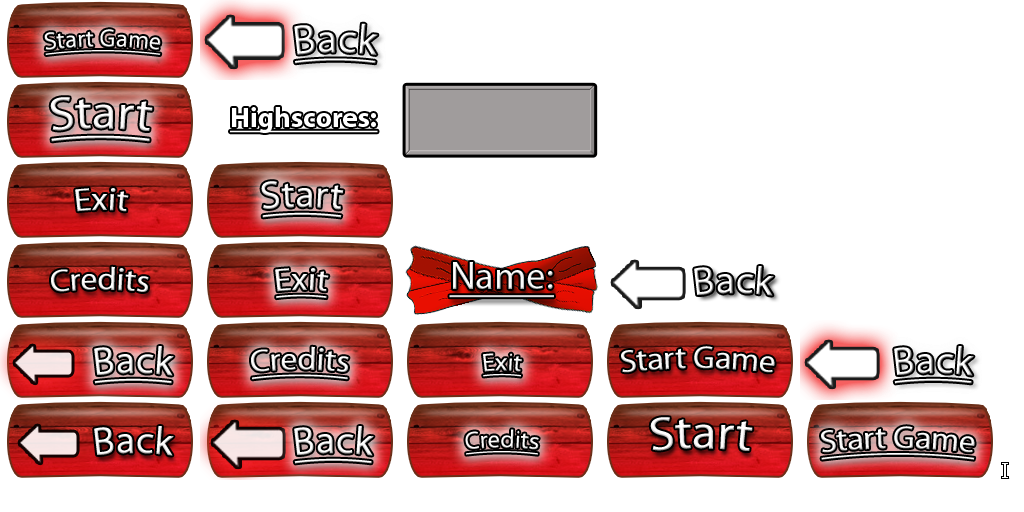 Start Game Back
Start Highscores:
Exit Start
Credits Exit Name: Back
Back Credits Exit Start Game Back
Back Back Credits Start Start Game